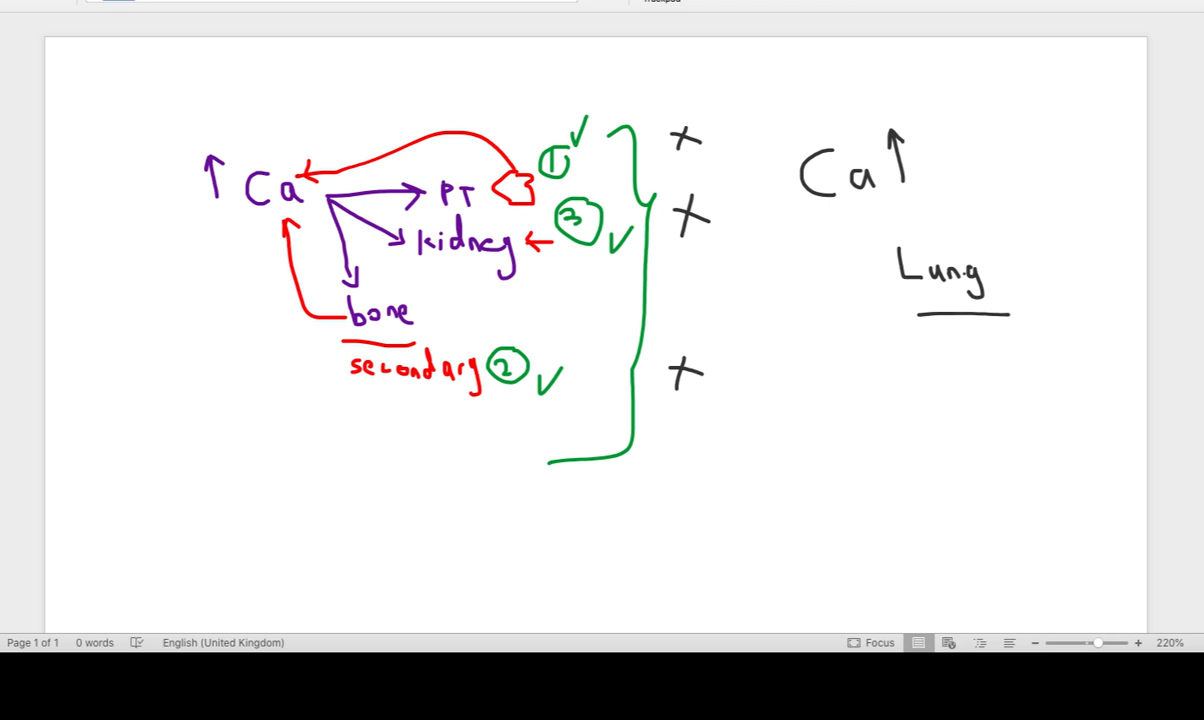 ↑ Ca
PT ① ✓
kidney ③ ✓
bone
secondary ② ✓
+
+
+
Ca ↑
Lung
Page 1 of 1 0 words English (United Kingdom) Focus 220%